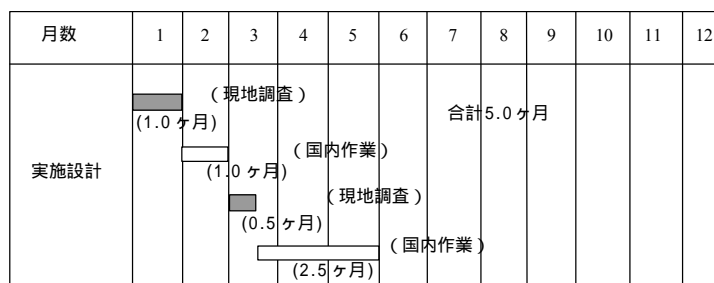 月数 1 2 3 4 5 6 7 8 9 10 11 12
(現地調査)
(1.0ヶ月)
合計5.0ヶ月
(国内作業)
(1.0ヶ月)
実施設計
(現地調査)
(0.5ヶ月)
(国内作業)
(2.5ヶ月)